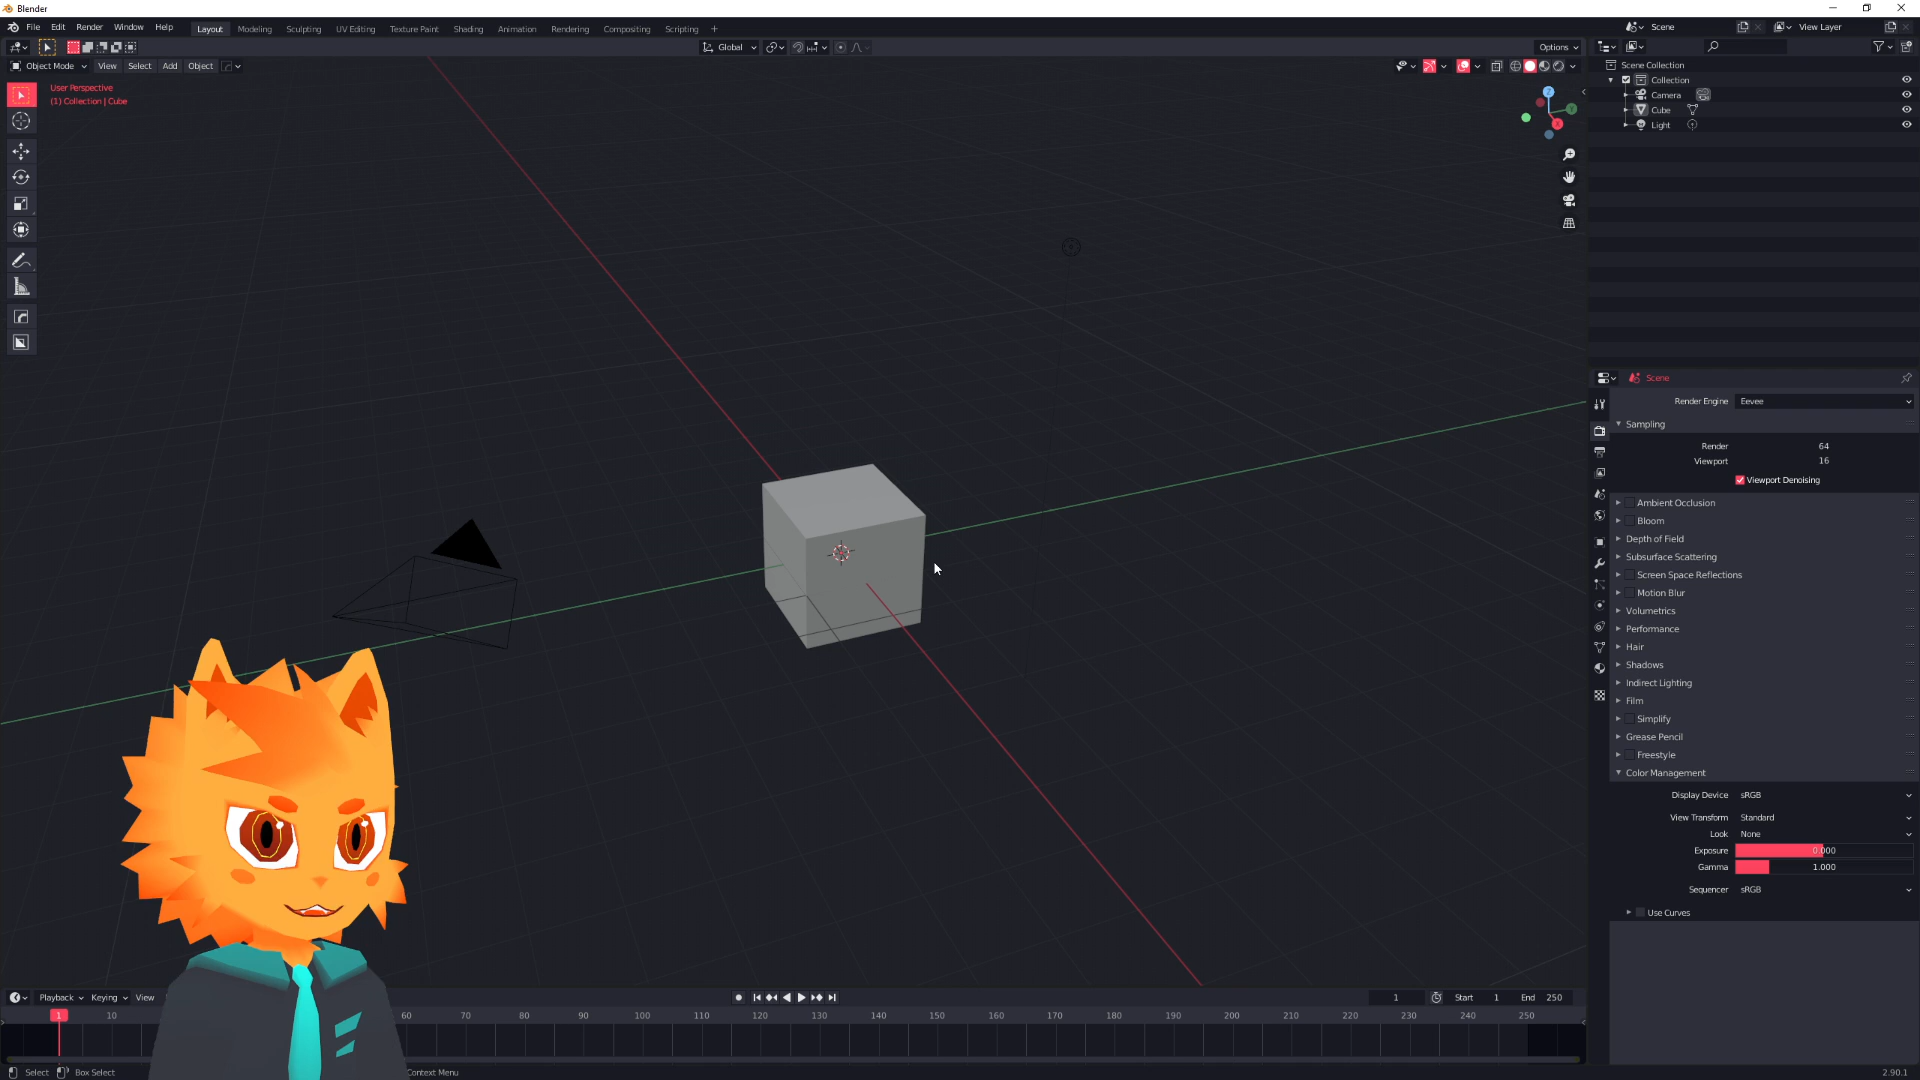 Blender
File Edit Render Window Help Layout Modeling Sculpting UV Editing Texture Paint Shading Animation Rendering Compositing Scripting + Scene View Layer
Global Options
Object Mode View Select Add Object
User Perspective
(1) Collection | Cube
Z
Y
X
Scene Collection
Collection
Camera
Cube
Light
Scene
Render Engine Eevee
Sampling
Render 64
Viewport 16
Viewport Denoising
Ambient Occlusion
Bloom
Depth of Field
Subsurface Scattering
Screen Space Reflections
Motion Blur
Volumetrics
Performance
Hair
Shadows
Indirect Lighting
Film
Simplify
Grease Pencil
Freestyle
Color Management
Display Device sRGB
View Transform Standard
Look None
Exposure 0.000
Gamma 1.000
Sequencer sRGB
Use Curves
Playback Keying View 1 Start 1 End 250
1 10 60 70 80 90 100 110 120 130 140 150 160 170 180 190 200 210 220 230 240 250
Select Box Select Context Menu 2.90.1